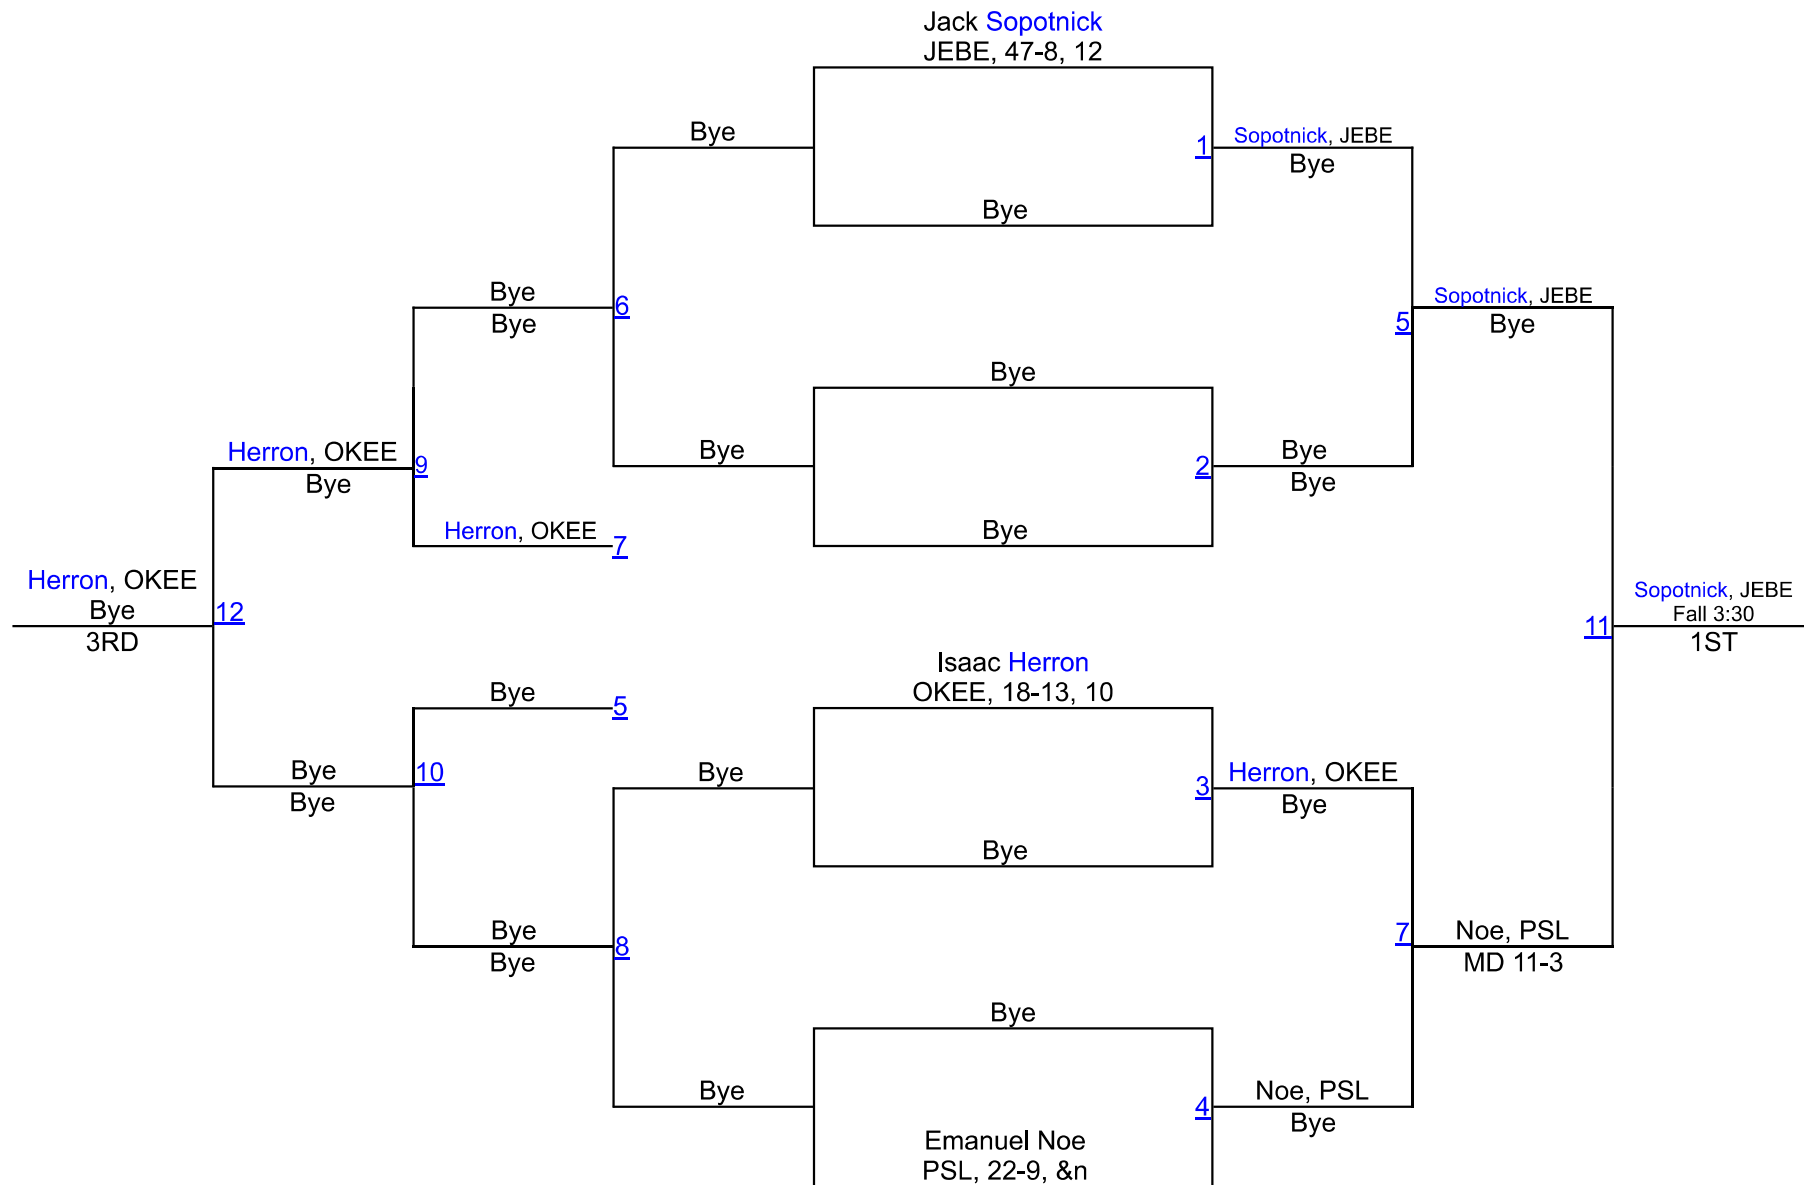 Jack Sopotnick
JEBE, 47-8, 12
Bye
1
Sopotnick, JEBE
Bye
Bye
Bye
Bye
6
5
Sopotnick, JEBE
Bye
Bye
Herron, OKEE
Bye
9
Bye
2
Bye
Bye
Herron, OKEE
7
Bye
Herron, OKEE
Bye
3RD
12
11
Sopotnick, JEBE
Fall 3:30
1ST
Isaac Herron
OKEE, 18-13, 10
Bye
5
Bye
Bye
10
Bye
3
Herron, OKEE
Bye
Bye
Bye
Bye
8
7
Noe, PSL
MD 11-3
Bye
Bye
4
Noe, PSL
Bye
Emanuel Noe
PSL, 22-9, &n